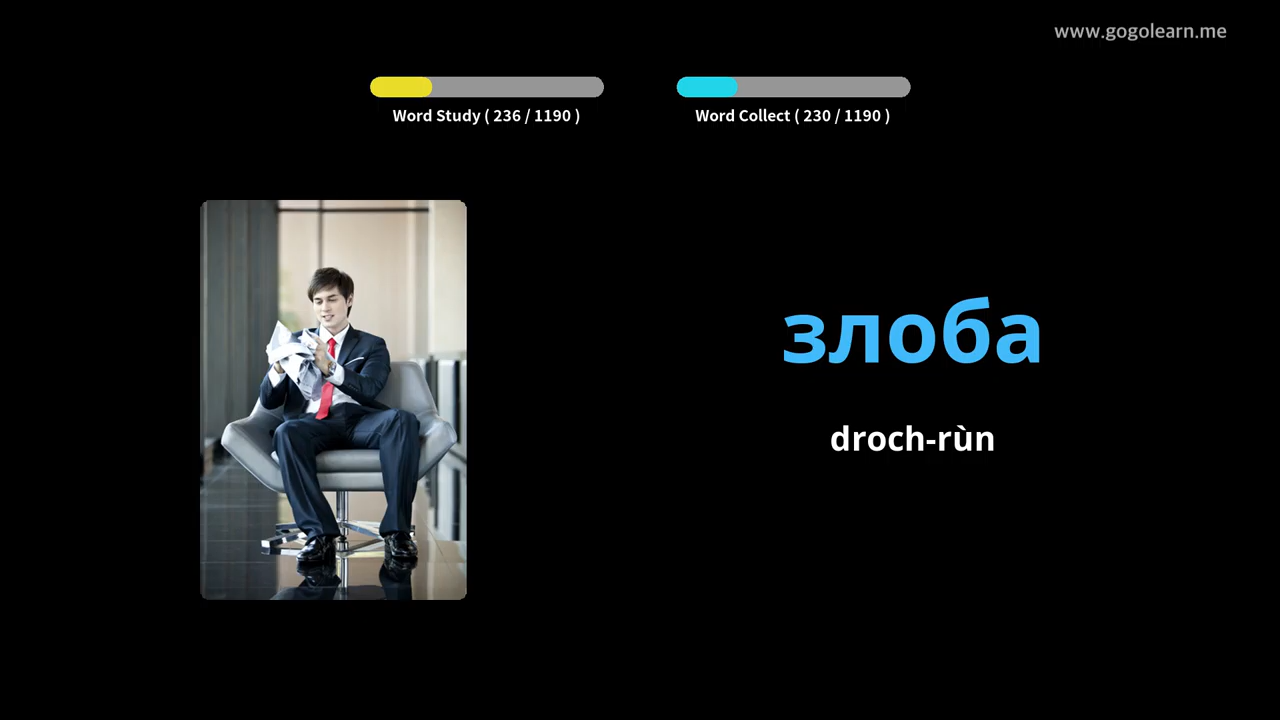 www.gogolearn.me
Word Study ( 236 / 1190 )
Word Collect ( 230 / 1190 )
злоба
droch-rùn